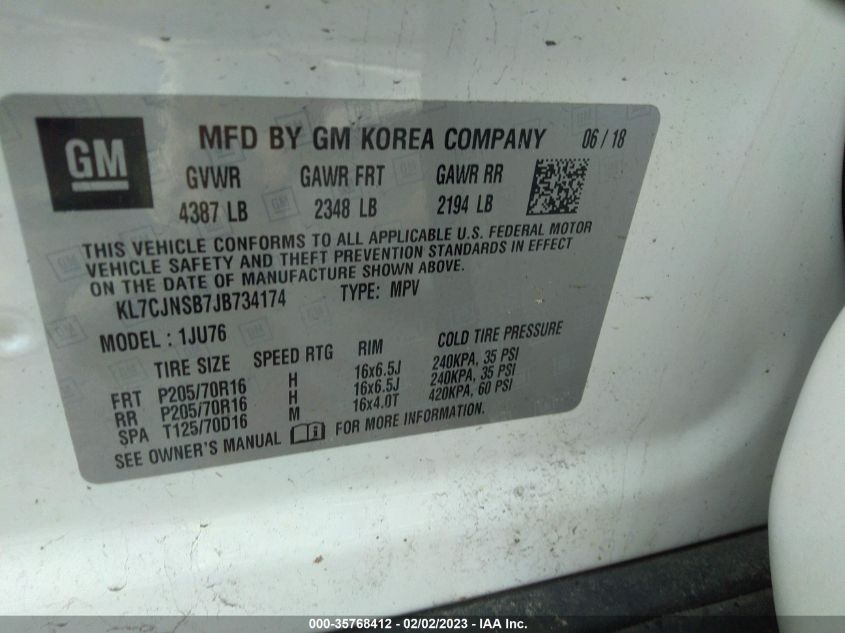 GM
MFD BY GM KOREA COMPANY 06 / 18
GVWR GAWR FRT GAWR RR
4387 LB 2348 LB 2194 LB
THIS VEHICLE CONFORMS TO ALL APPLICABLE U.S. FEDERAL MOTOR
VEHICLE SAFETY AND THEFT PREVENTION STANDARDS IN EFFECT
ON THE DATE OF MANUFACTURE SHOWN ABOVE.
KL7CJNSB7JB734174 TYPE: MPV
MODEL : 1JU76
TIRE SIZE SPEED RTG RIM COLD TIRE PRESSURE
FRT P205/70R16 H 16x6.5J 240KPA, 35 PSI
RR P205/70R16 H 16x6.5J 240KPA, 35 PSI
SPA T125/70D16 M 16x4.0T 420KPA, 60 PSI
SEE OWNER'S MANUAL FOR MORE INFORMATION.
000-35768412 - 02/02/2023 - IAA Inc.